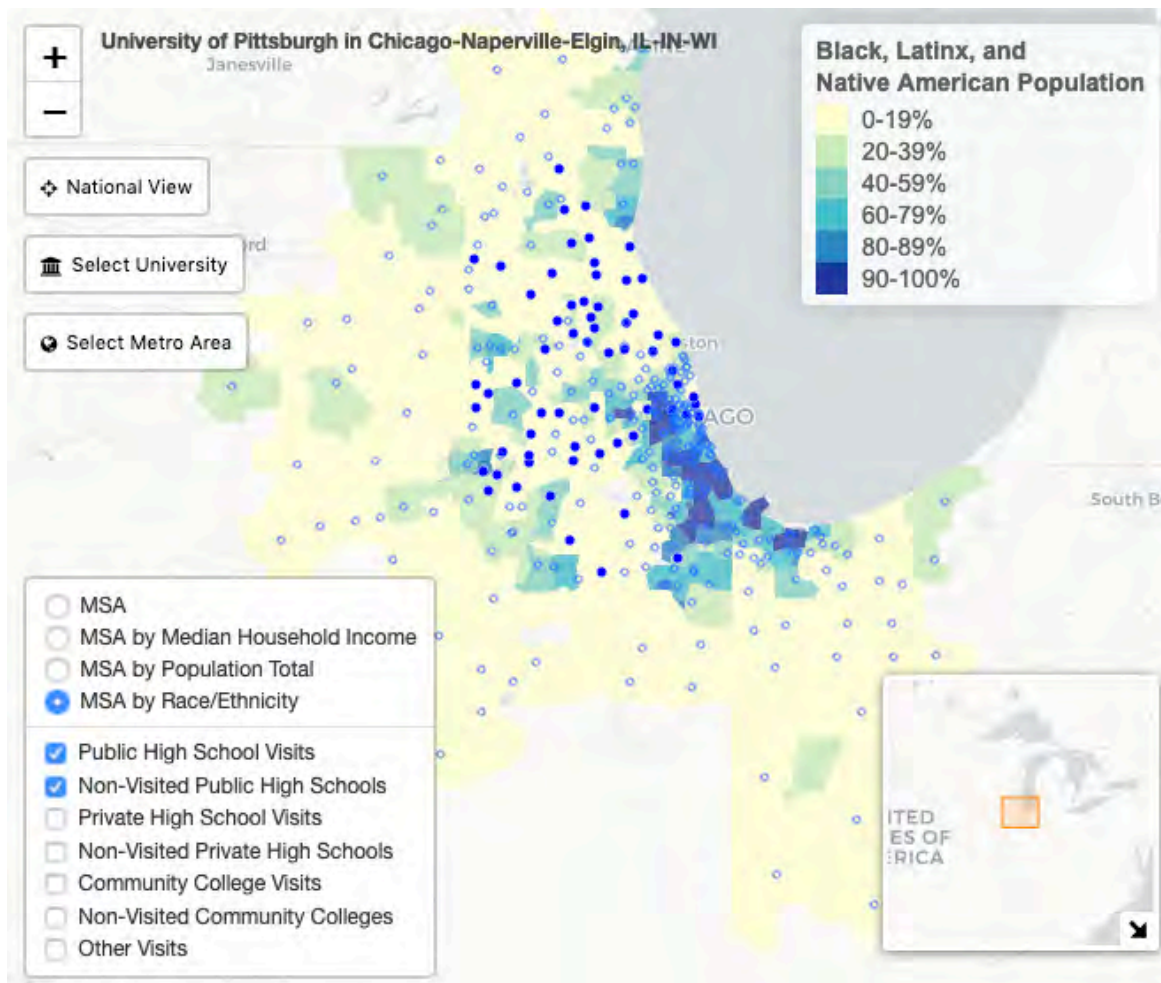 +
−
University of Pittsburgh in Chicago-Naperville-Elgin, IL-IN-WI
Janesville
National View
Select University
Select Metro Area
Black, Latinx, and
Native American Population
0-19%
20-39%
40-59%
60-79%
80-89%
90-100%
ord
ston
AGO
South B
MSA
MSA by Median Household Income
MSA by Population Total
MSA by Race/Ethnicity
Public High School Visits
Non-Visited Public High Schools
Private High School Visits
Non-Visited Private High Schools
Community College Visits
Non-Visited Community Colleges
Other Visits
ITED
ES OF
ERICA